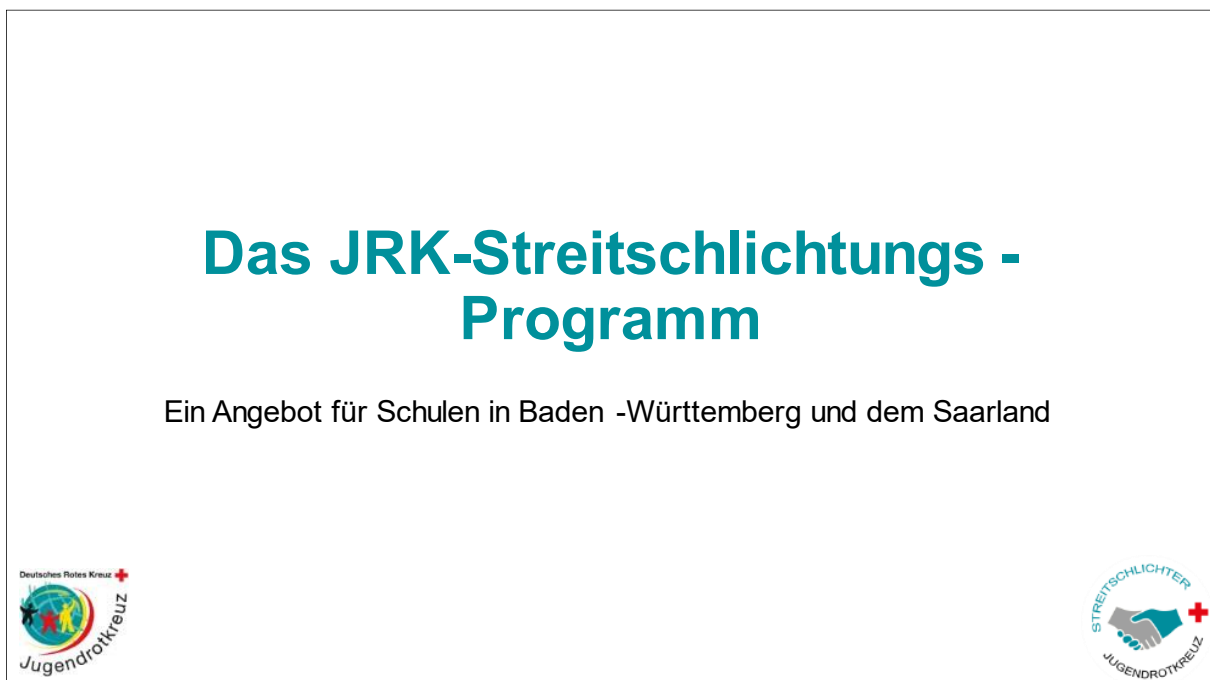 Das JRK-Streitschlichtungs -
Programm
Ein Angebot für Schulen in Baden -Württemberg und dem Saarland
Deutsches Rotes Kreuz
Jugendrotkreuz
STREITSCHLICHTER
JUGENDROTKREUZ